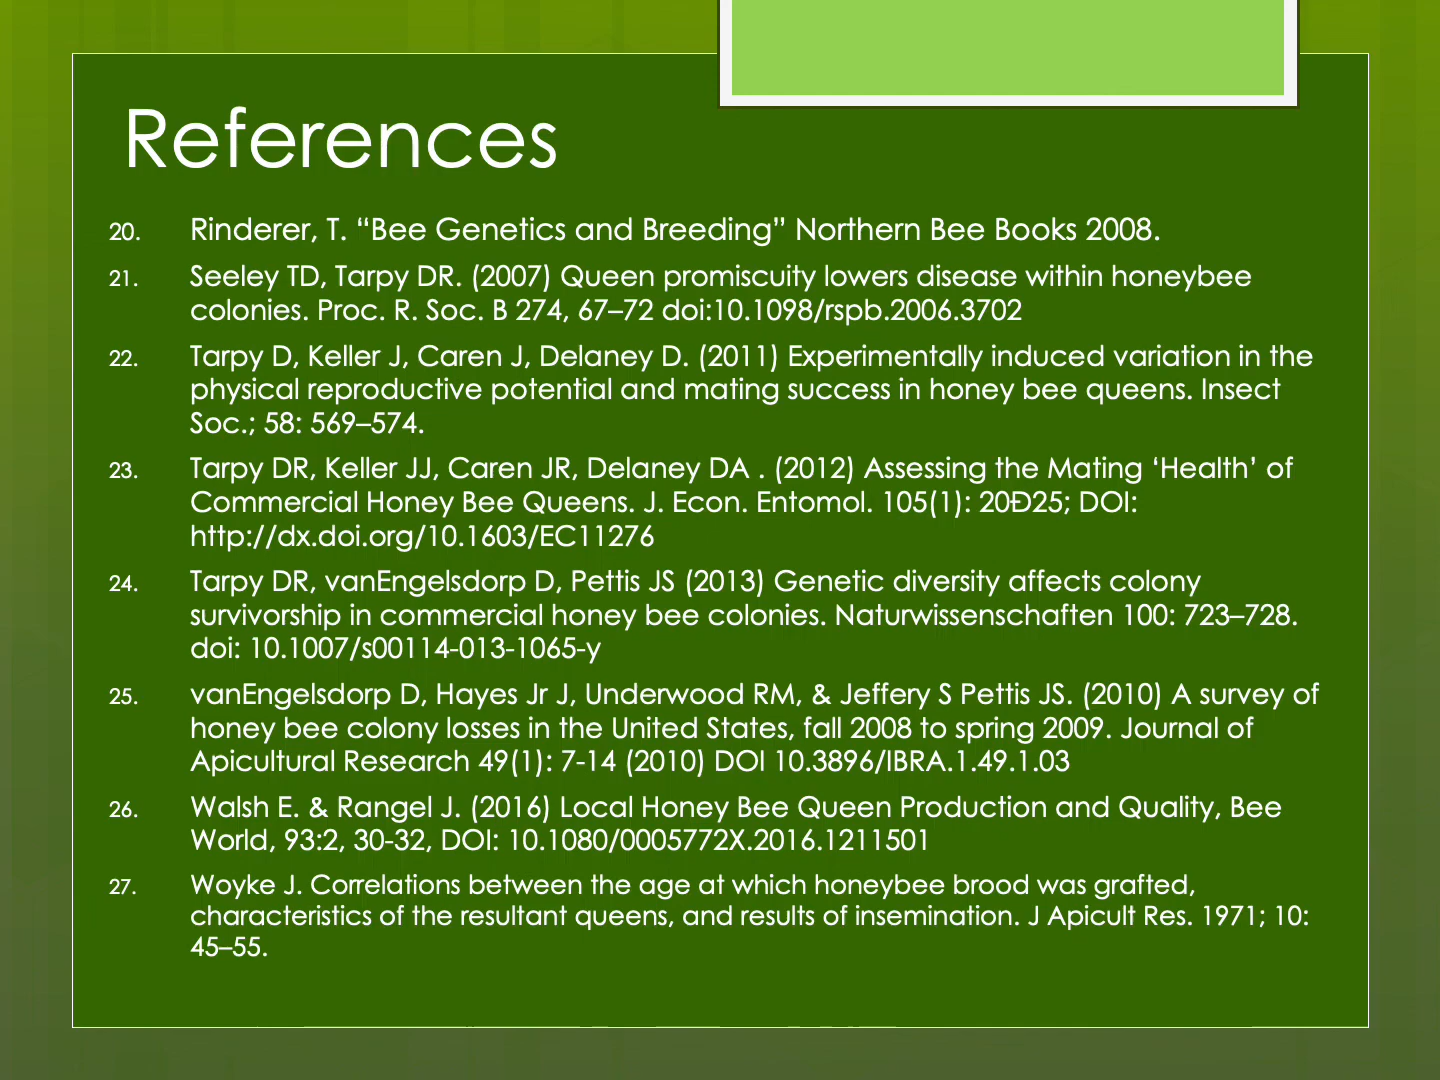 References
20. Rinderer, T. “Bee Genetics and Breeding” Northern Bee Books 2008.
21. Seeley TD, Tarpy DR. (2007) Queen promiscuity lowers disease within honeybee
colonies. Proc. R. Soc. B 274, 67–72 doi:10.1098/rspb.2006.3702
22. Tarpy D, Keller J, Caren J, Delaney D. (2011) Experimentally induced variation in the
physical reproductive potential and mating success in honey bee queens. Insect
Soc.; 58: 569–574.
23. Tarpy DR, Keller JJ, Caren JR, Delaney DA . (2012) Assessing the Mating ‘Health’ of
Commercial Honey Bee Queens. J. Econ. Entomol. 105(1): 20Ð25; DOI:
http://dx.doi.org/10.1603/EC11276
24. Tarpy DR, vanEngelsdorp D, Pettis JS (2013) Genetic diversity affects colony
survivorship in commercial honey bee colonies. Naturwissenschaften 100: 723–728.
doi: 10.1007/s00114-013-1065-y
25. vanEngelsdorp D, Hayes Jr J, Underwood RM, & Jeffery S Pettis JS. (2010) A survey of
honey bee colony losses in the United States, fall 2008 to spring 2009. Journal of
Apicultural Research 49(1): 7-14 (2010) DOI 10.3896/IBRA.1.49.1.03
26. Walsh E. & Rangel J. (2016) Local Honey Bee Queen Production and Quality, Bee
World, 93:2, 30-32, DOI: 10.1080/0005772X.2016.1211501
27. Woyke J. Correlations between the age at which honeybee brood was grafted,
characteristics of the resultant queens, and results of insemination. J Apicult Res. 1971; 10:
45–55.